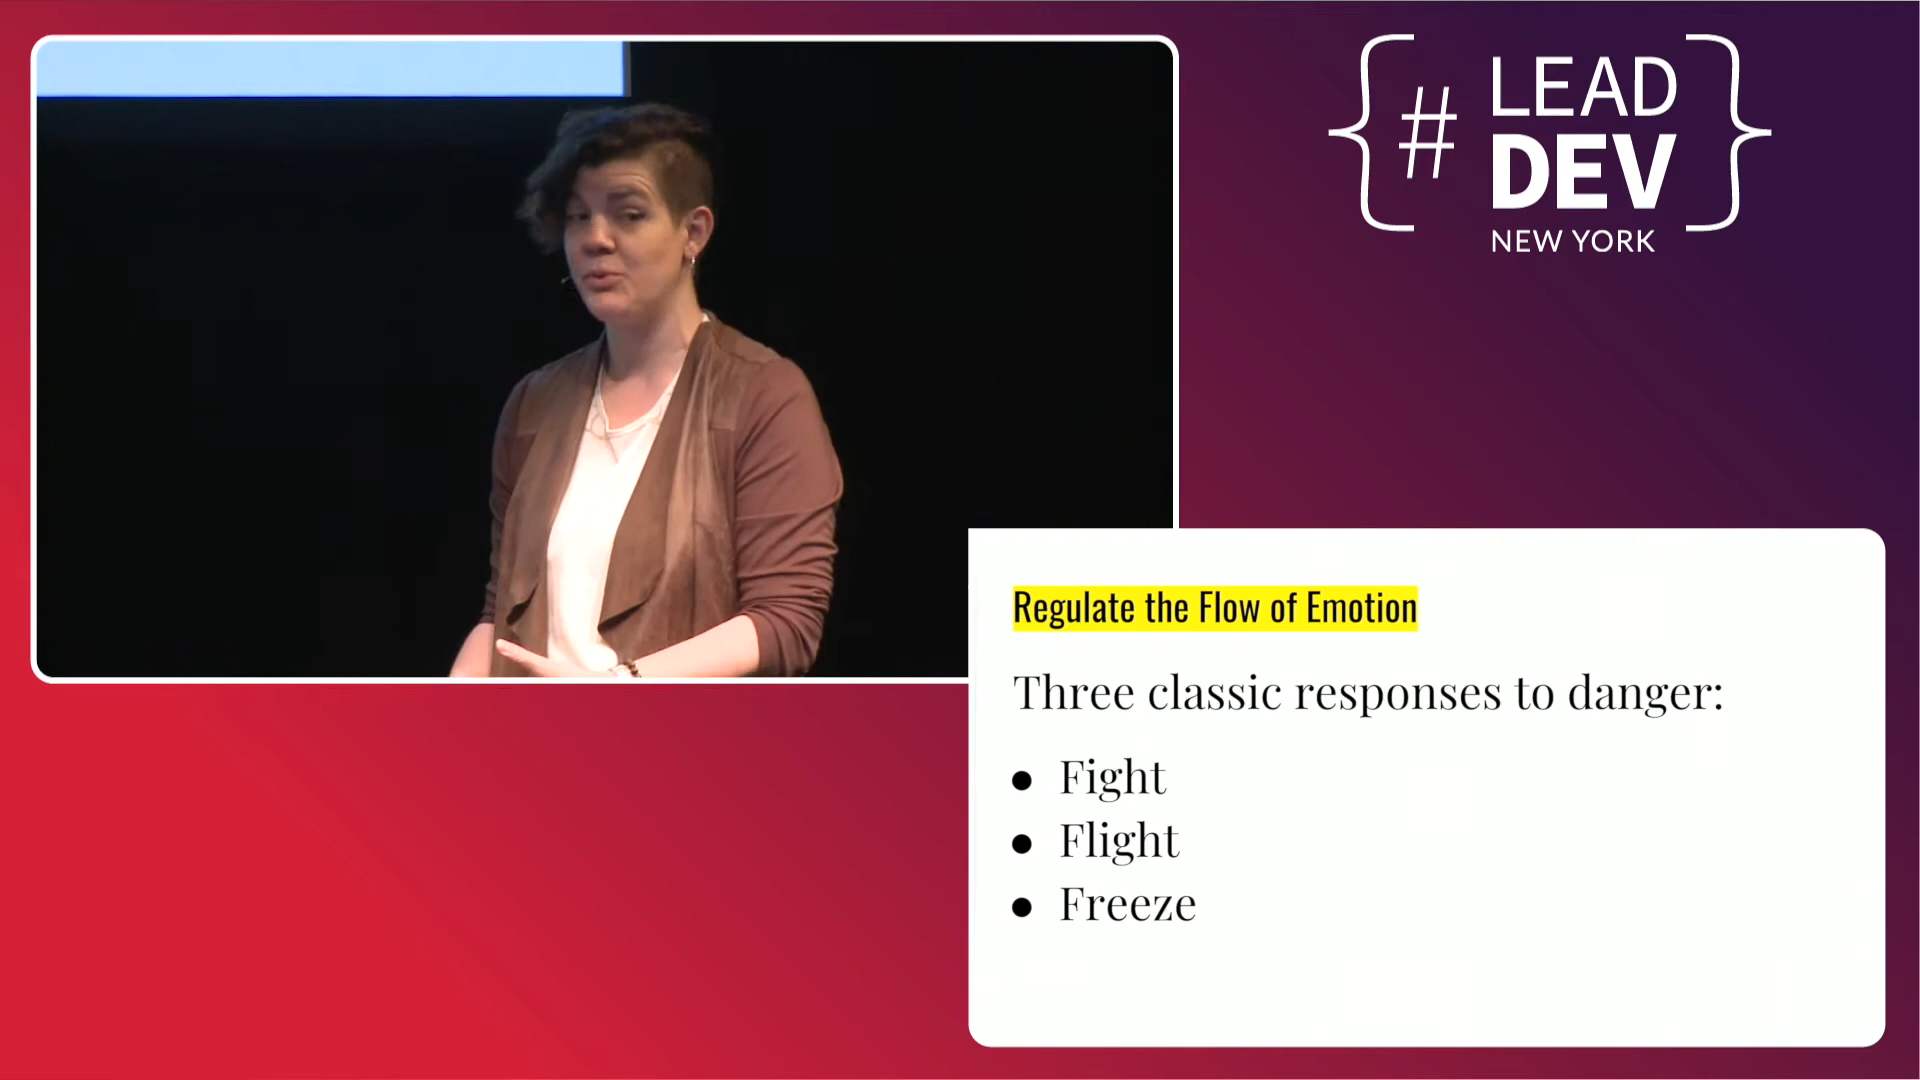 # LEAD
DEV
NEW YORK
Regulate the Flow of Emotion
Three classic responses to danger:
● Fight
● Flight
● Freeze